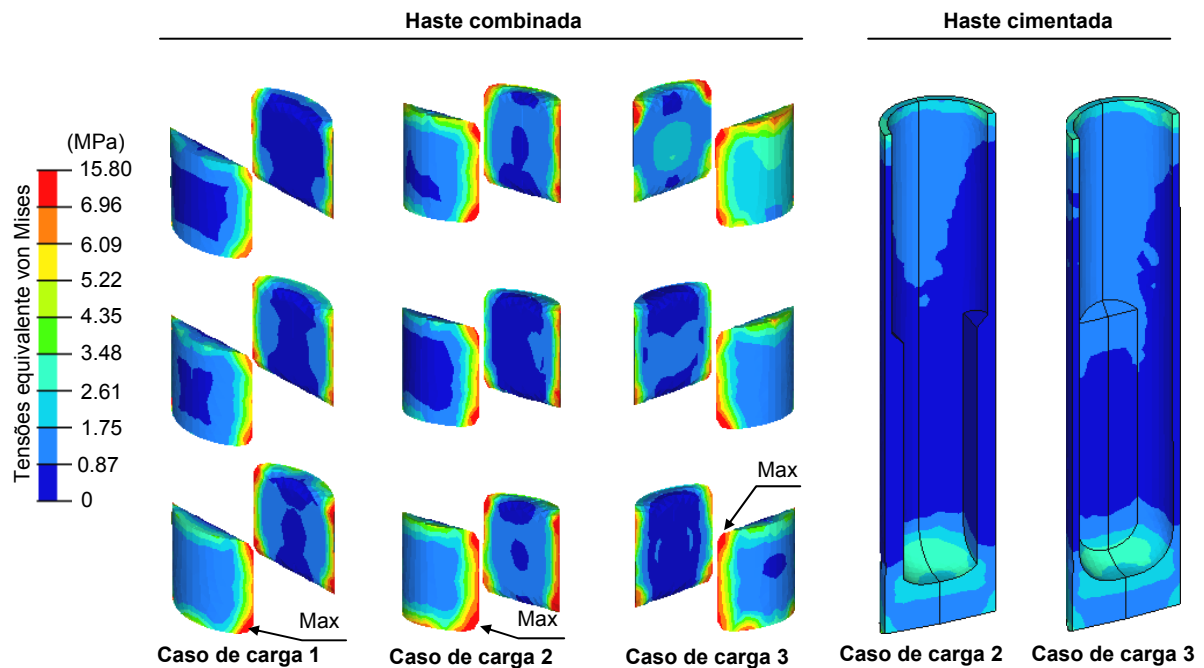 Haste combinada
Haste cimentada
(MPa)
15.80
6.96
6.09
5.22
4.35
3.48
2.61
1.75
0.87
0
Tensões equivalente von Mises
Max
Max
Max
Caso de carga 1
Caso de carga 2
Caso de carga 3
Caso de carga 2
Caso de carga 3